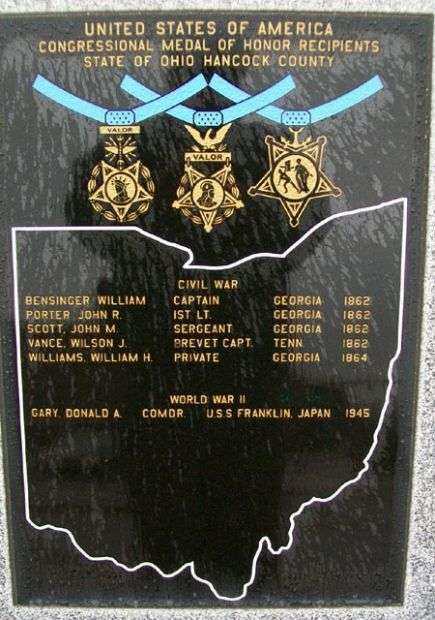 UNITED STATES OF AMERICA
CONGRESSIONAL MEDAL OF HONOR RECIPIENTS
STATE OF OHIO HANCOCK COUNTY
VALOR
VALOR
CIVIL WAR
BENSINGER WILLIAM CAPTAIN GEORGIA 1862
PORTER JOHN R. 1ST LT. GEORGIA 1862
SCOTT, JOHN M. SERGEANT GEORGIA 1862
VANCE, WILSON J. BREVET CAPT. TENN 1862
WILLIAMS, WILLIAM H. PRIVATE GEORGIA 1864
WORLD WAR II
GARY, DONALD A. COMDR. U.S.S FRANKLIN, JAPAN 1945